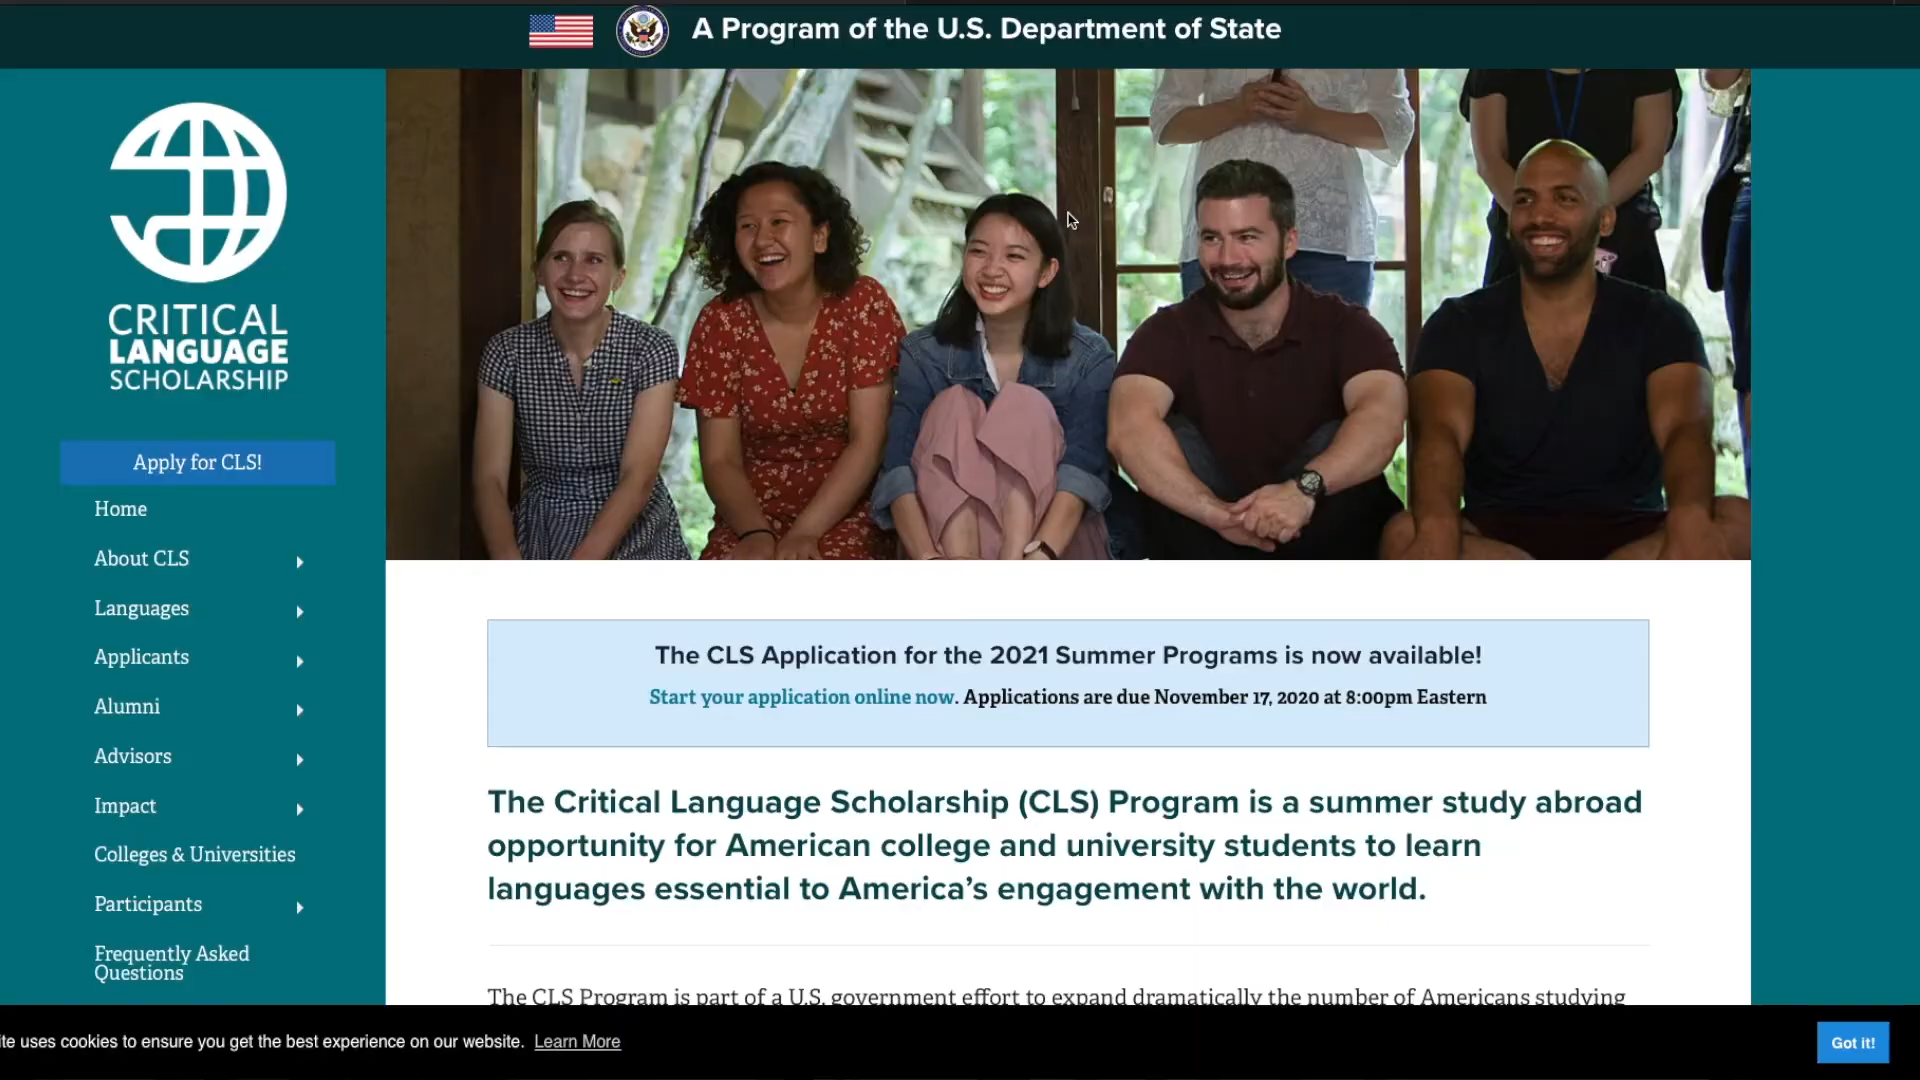 A Program of the U.S. Department of State
CRITICAL
LANGUAGE
SCHOLARSHIP
Apply for CLS!
Home
About CLS
Languages
Applicants
Alumni
Advisors
Impact
Colleges & Universities
Participants
Frequently Asked
Questions
The CLS Application for the 2021 Summer Programs is now available!
Start your application online now. Applications are due November 17, 2020 at 8:00pm Eastern
The Critical Language Scholarship (CLS) Program is a summer study abroad
opportunity for American college and university students to learn
languages essential to America’s engagement with the world.
The CLS Program is part of a U.S. government effort to expand dramatically the number of Americans studying
ite uses cookies to ensure you get the best experience on our website. Learn More
Got it!